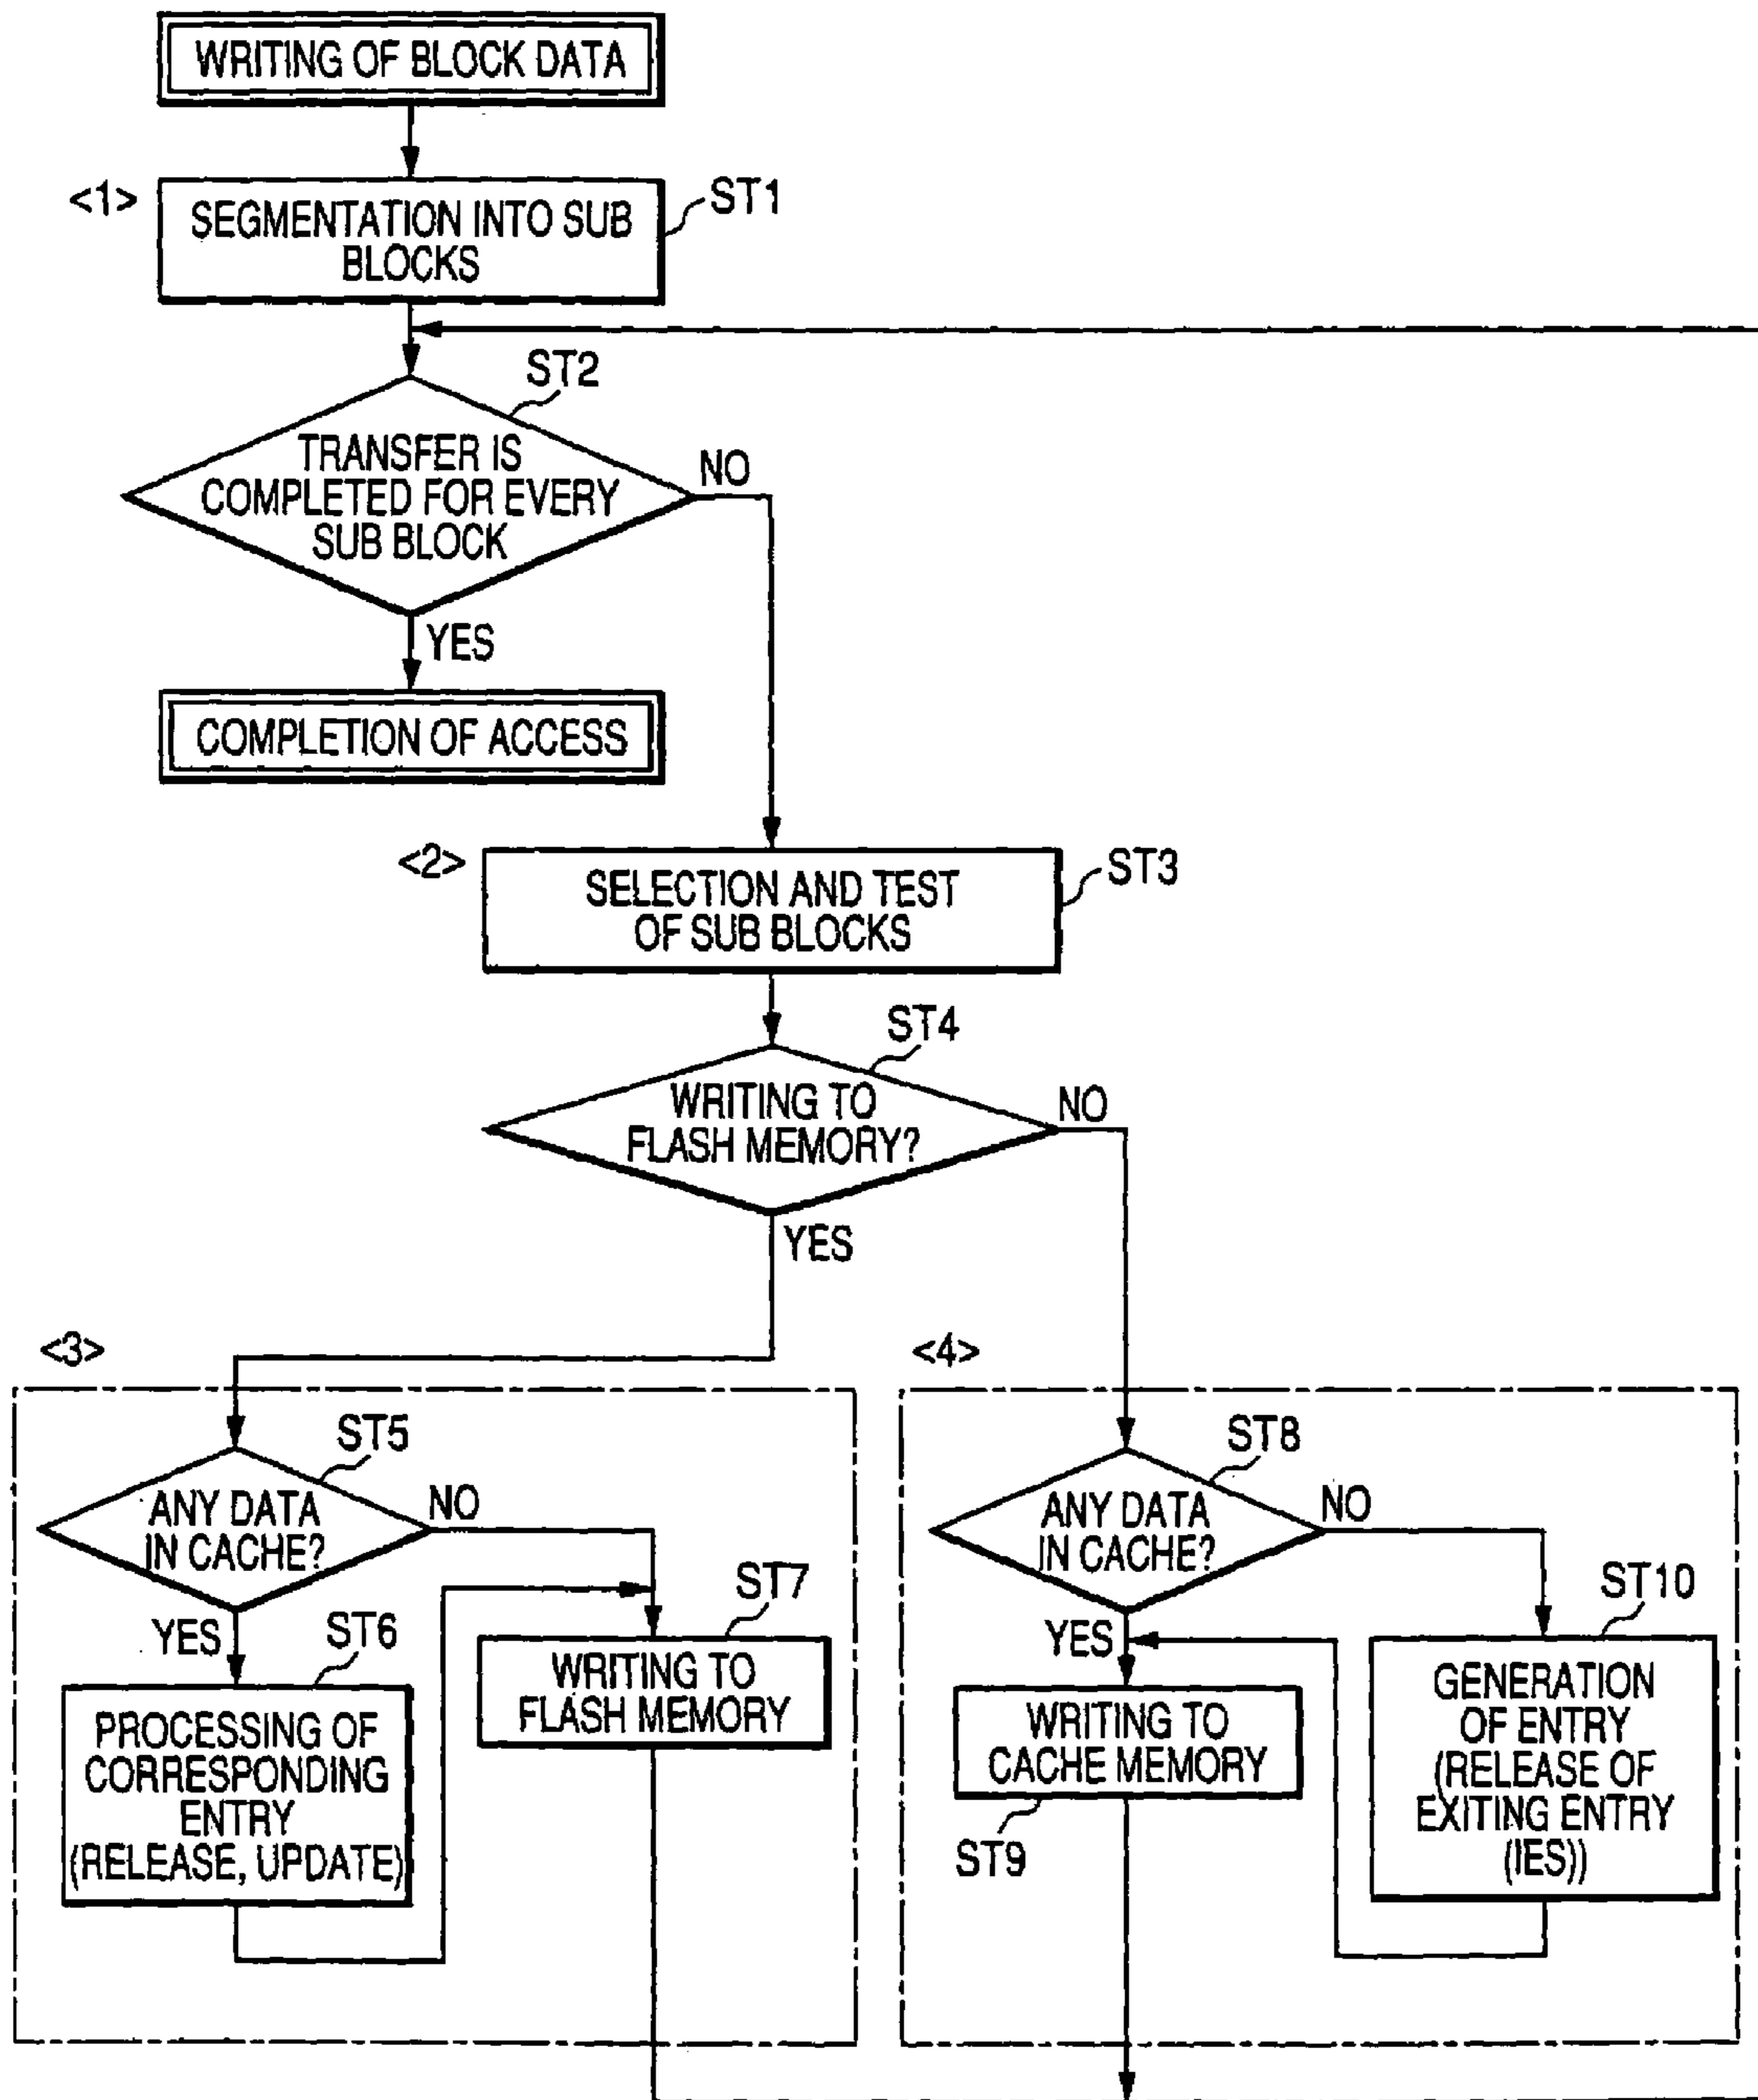 WRITING OF BLOCK DATA
<1>
SEGMENTATION INTO SUB
BLOCKS
ST1
ST2
TRANSFER IS
COMPLETED FOR EVERY
SUB BLOCK
NO
YES
COMPLETION OF ACCESS
<2>
SELECTION AND TEST
OF SUB BLOCKS
ST3
ST4
WRITING TO
FLASH MEMORY?
NO
YES
<3>
ST5
ANY DATA
IN CACHE?
NO
YES
ST6
PROCESSING OF
CORRESPONDING
ENTRY
(RELEASE, UPDATE)
ST7
WRITING TO
FLASH MEMORY
<4>
ST8
ANY DATA
IN CACHE?
NO
YES
WRITING TO
CACHE MEMORY
ST9
ST10
GENERATION
OF ENTRY
(RELEASE OF
EXITING ENTRY
(IES))